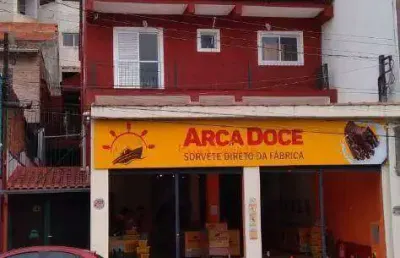 ARCA DOCE
SORVETE DIRETO DA FÁBRICA